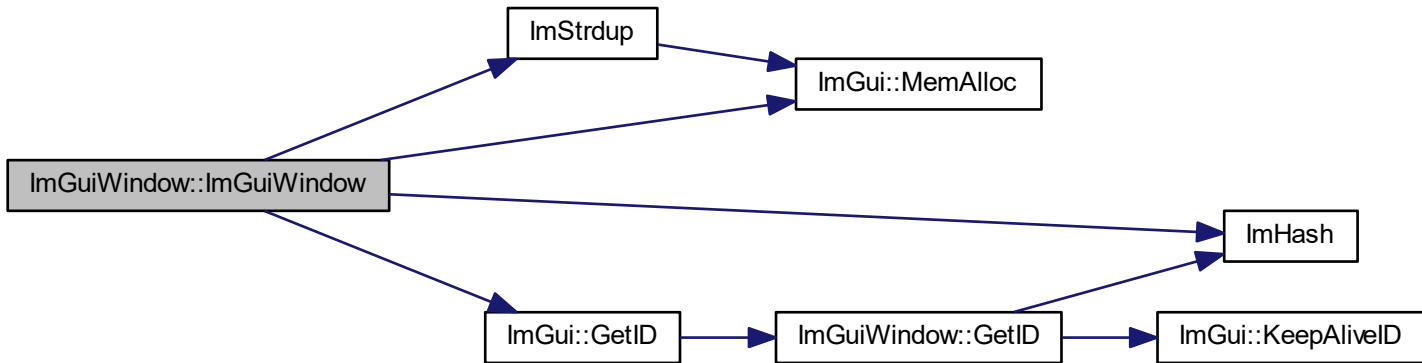 ImStrdup
ImGui::MemAlloc
ImGuiWindow::ImGuiWindow
ImHash
ImGui::GetID
ImGuiWindow::GetID
ImGui::KeepAliveID